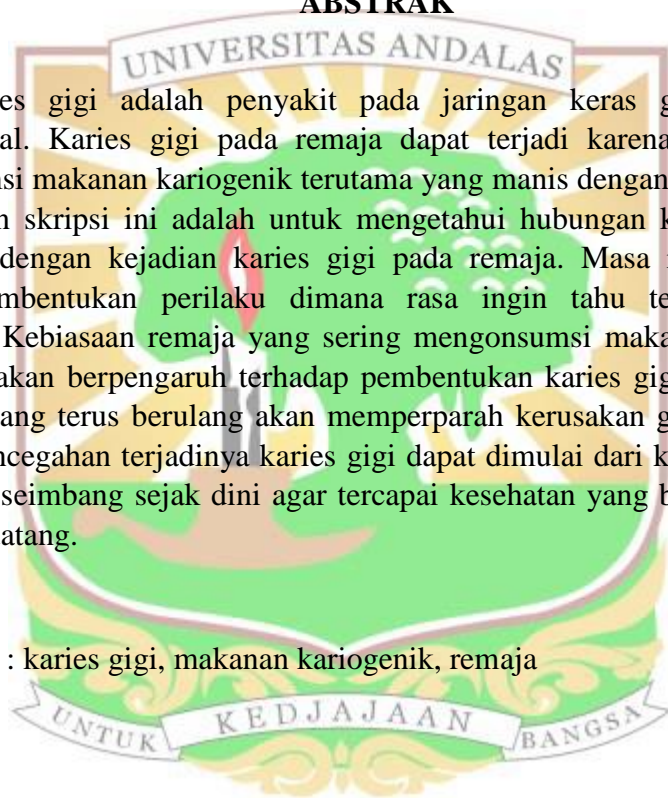 ABSTRAK
UNIVERSITAS ANDALAS
es gigi adalah penyakit pada jaringan keras g
al. Karies gigi pada remaja dapat terjadi karena
si makanan kariogenik terutama yang manis dengan
n skripsi ini adalah untuk mengetahui hubungan k
dengan kejadian karies gigi pada remaja. Masa
mbentukan perilaku dimana rasa ingin tahu te
Kebiasaan remaja yang sering mengonsumsi maka
akan berpengaruh terhadap pembentukan karies gig
ang terus berulang akan memperparah kerusakan g
ncegahan terjadinya karies gigi dapat dimulai dari k
seimbang sejak dini agar tercapai kesehatan yang b
atang.
: karies gigi, makanan kariogenik, remaja
UNTUK KEDJAJAAN BANGSA